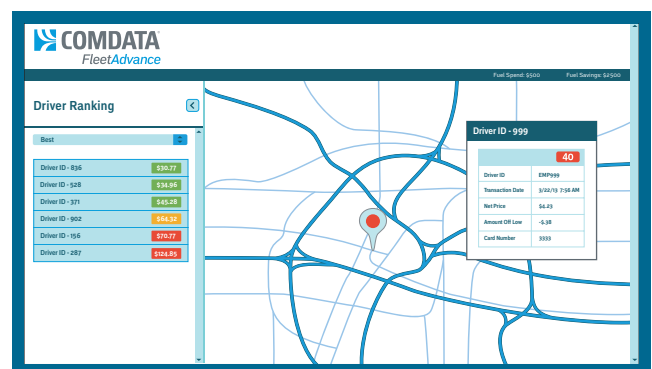 COMDATA
FleetAdvance
Fuel Spend: $500 Fuel Savings: $2500
Driver Ranking
Best
Driver ID - 836 $30.77
Driver ID - 528 $34.96
Driver ID - 371 $45.28
Driver ID - 902 $64.32
Driver ID - 156 $70.77
Driver ID - 287 $124.85
Driver ID - 999
40
Driver ID EMP999
Transaction Date 3/22/13 7:58 AM
Net Price $4.23
Amount Off Low -$.38
Card Number 3333